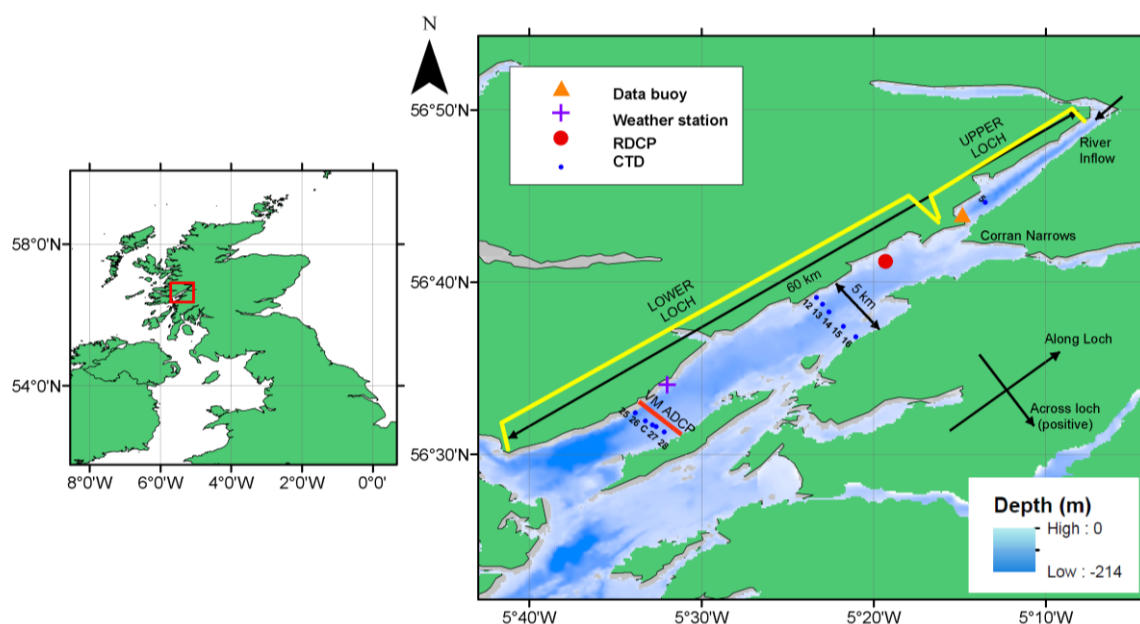 N
58°0'N
54°0'N
8°0'W
6°0'W
4°0'W
2°0'W
0°0'W
56°50'N
56°40'N
56°30'N
5°40'W
5°30'W
5°20'W
5°10'W
Data buoy
Weather station
RDCP
CTD
UPPER
LOCH
River
Inflow
5
Corran Narrows
LOWER
LOCH
60 km
5 km
12 13 14 15 16
VM ADCP
25 26 C 27 28
Along Loch
Across loch
(positive)
Depth (m)
High : 0
Low : -214